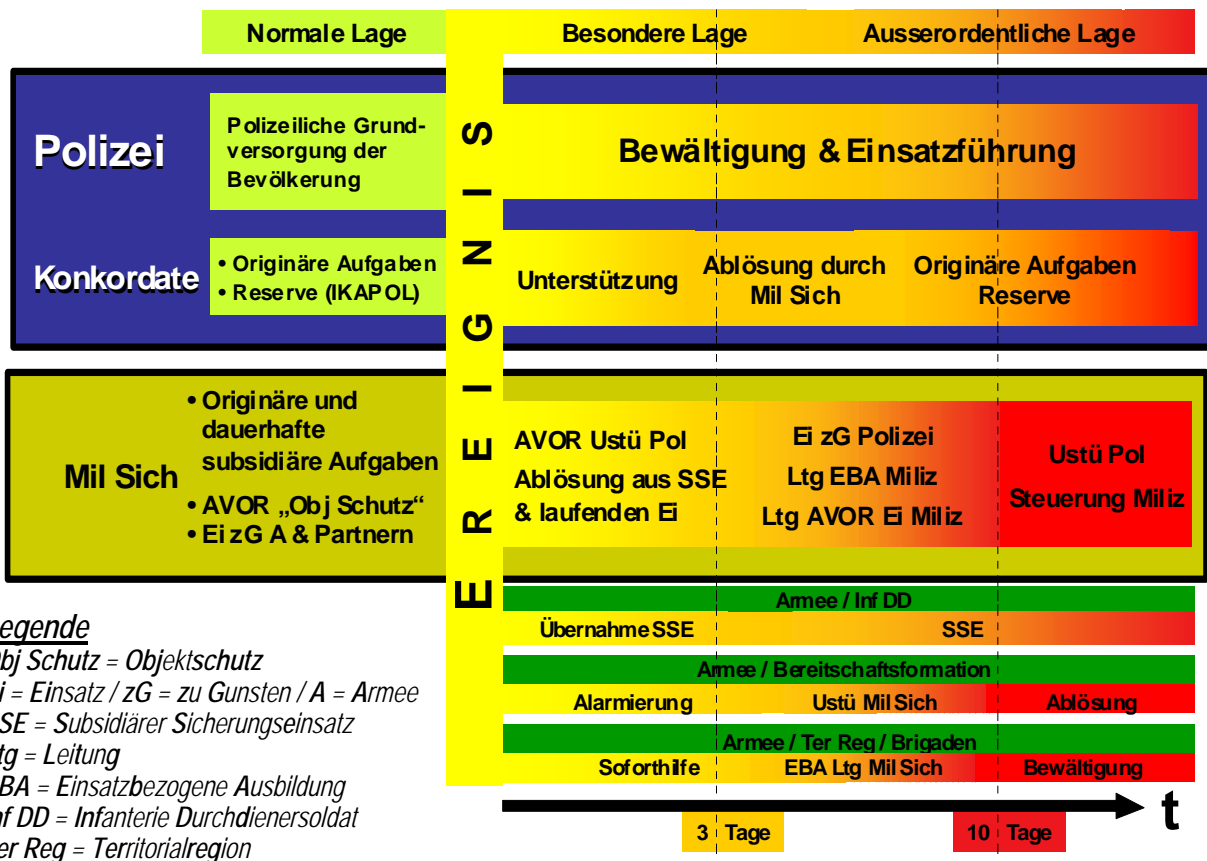 Normale Lage
Besondere Lage
Ausserordentliche Lage
EREIGNIS
Polizei
Polizeiliche Grund-
versorgung der
Bevölkerung
Bewältigung & Einsatzführung
Konkordate
• Originäre Aufgaben
• Reserve (IKAPOL)
Unterstützung
Ablösung durch
Mil Sich
Originäre Aufgaben
Reserve
Mil Sich
• Originäre und
dauerhafte
subsidiäre Aufgaben
• AVOR „Obj Schutz“
• Ei zG A & Partnern
AVOR Ustü Pol
Ablösung aus SSE
& laufenden Ei
Ei zG Polizei
Ltg EBA Miliz
Ltg AVOR Ei Miliz
Ustü Pol
Steuerung Miliz
Armee / Inf DD
Übernahme SSE
SSE
Armee / Bereitschaftsformation
Alarmierung
Ustü Mil Sich
Ablösung
Armee / Ter Reg / Brigaden
Soforthilfe
EBA Ltg Mil Sich
Bewältigung
t
3 Tage
10 Tage
egende
bj Schutz = Objektschutz
i = Einsatz / zG = zu Gunsten / A = Armee
SE = Subsidiärer Sicherungseinsatz
tg = Leitung
BA = Einsatzbezogene Ausbildung
nf DD = Infanterie Durchdienersoldat
er Reg = Territorialregion